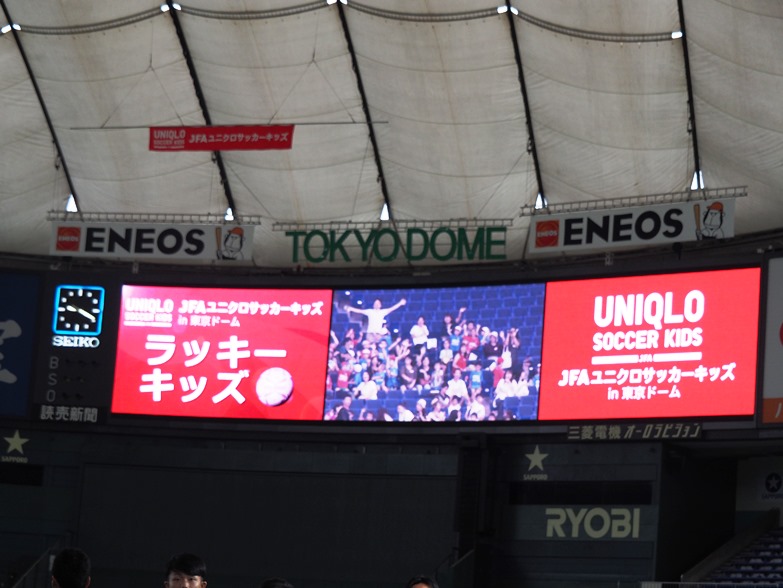 UNIQLO
SOCCER KIDS
JFAユニクロサッカーキッズ
ENEOS
ENEOS
TOKYO DOME
SEIKO
B
S
O
読売新聞
UNIQLO
SOCCER KIDS
JFAユニクロサッカーキッズ
in 東京ドーム
ラッキー
キッズ
UNIQLO
SOCCER KIDS
JFA
JFAユニクロサッカーキッズ
in 東京ドーム
三菱電機 オーロラビジョン
SAPPORO
SAPPORO
RYOBI